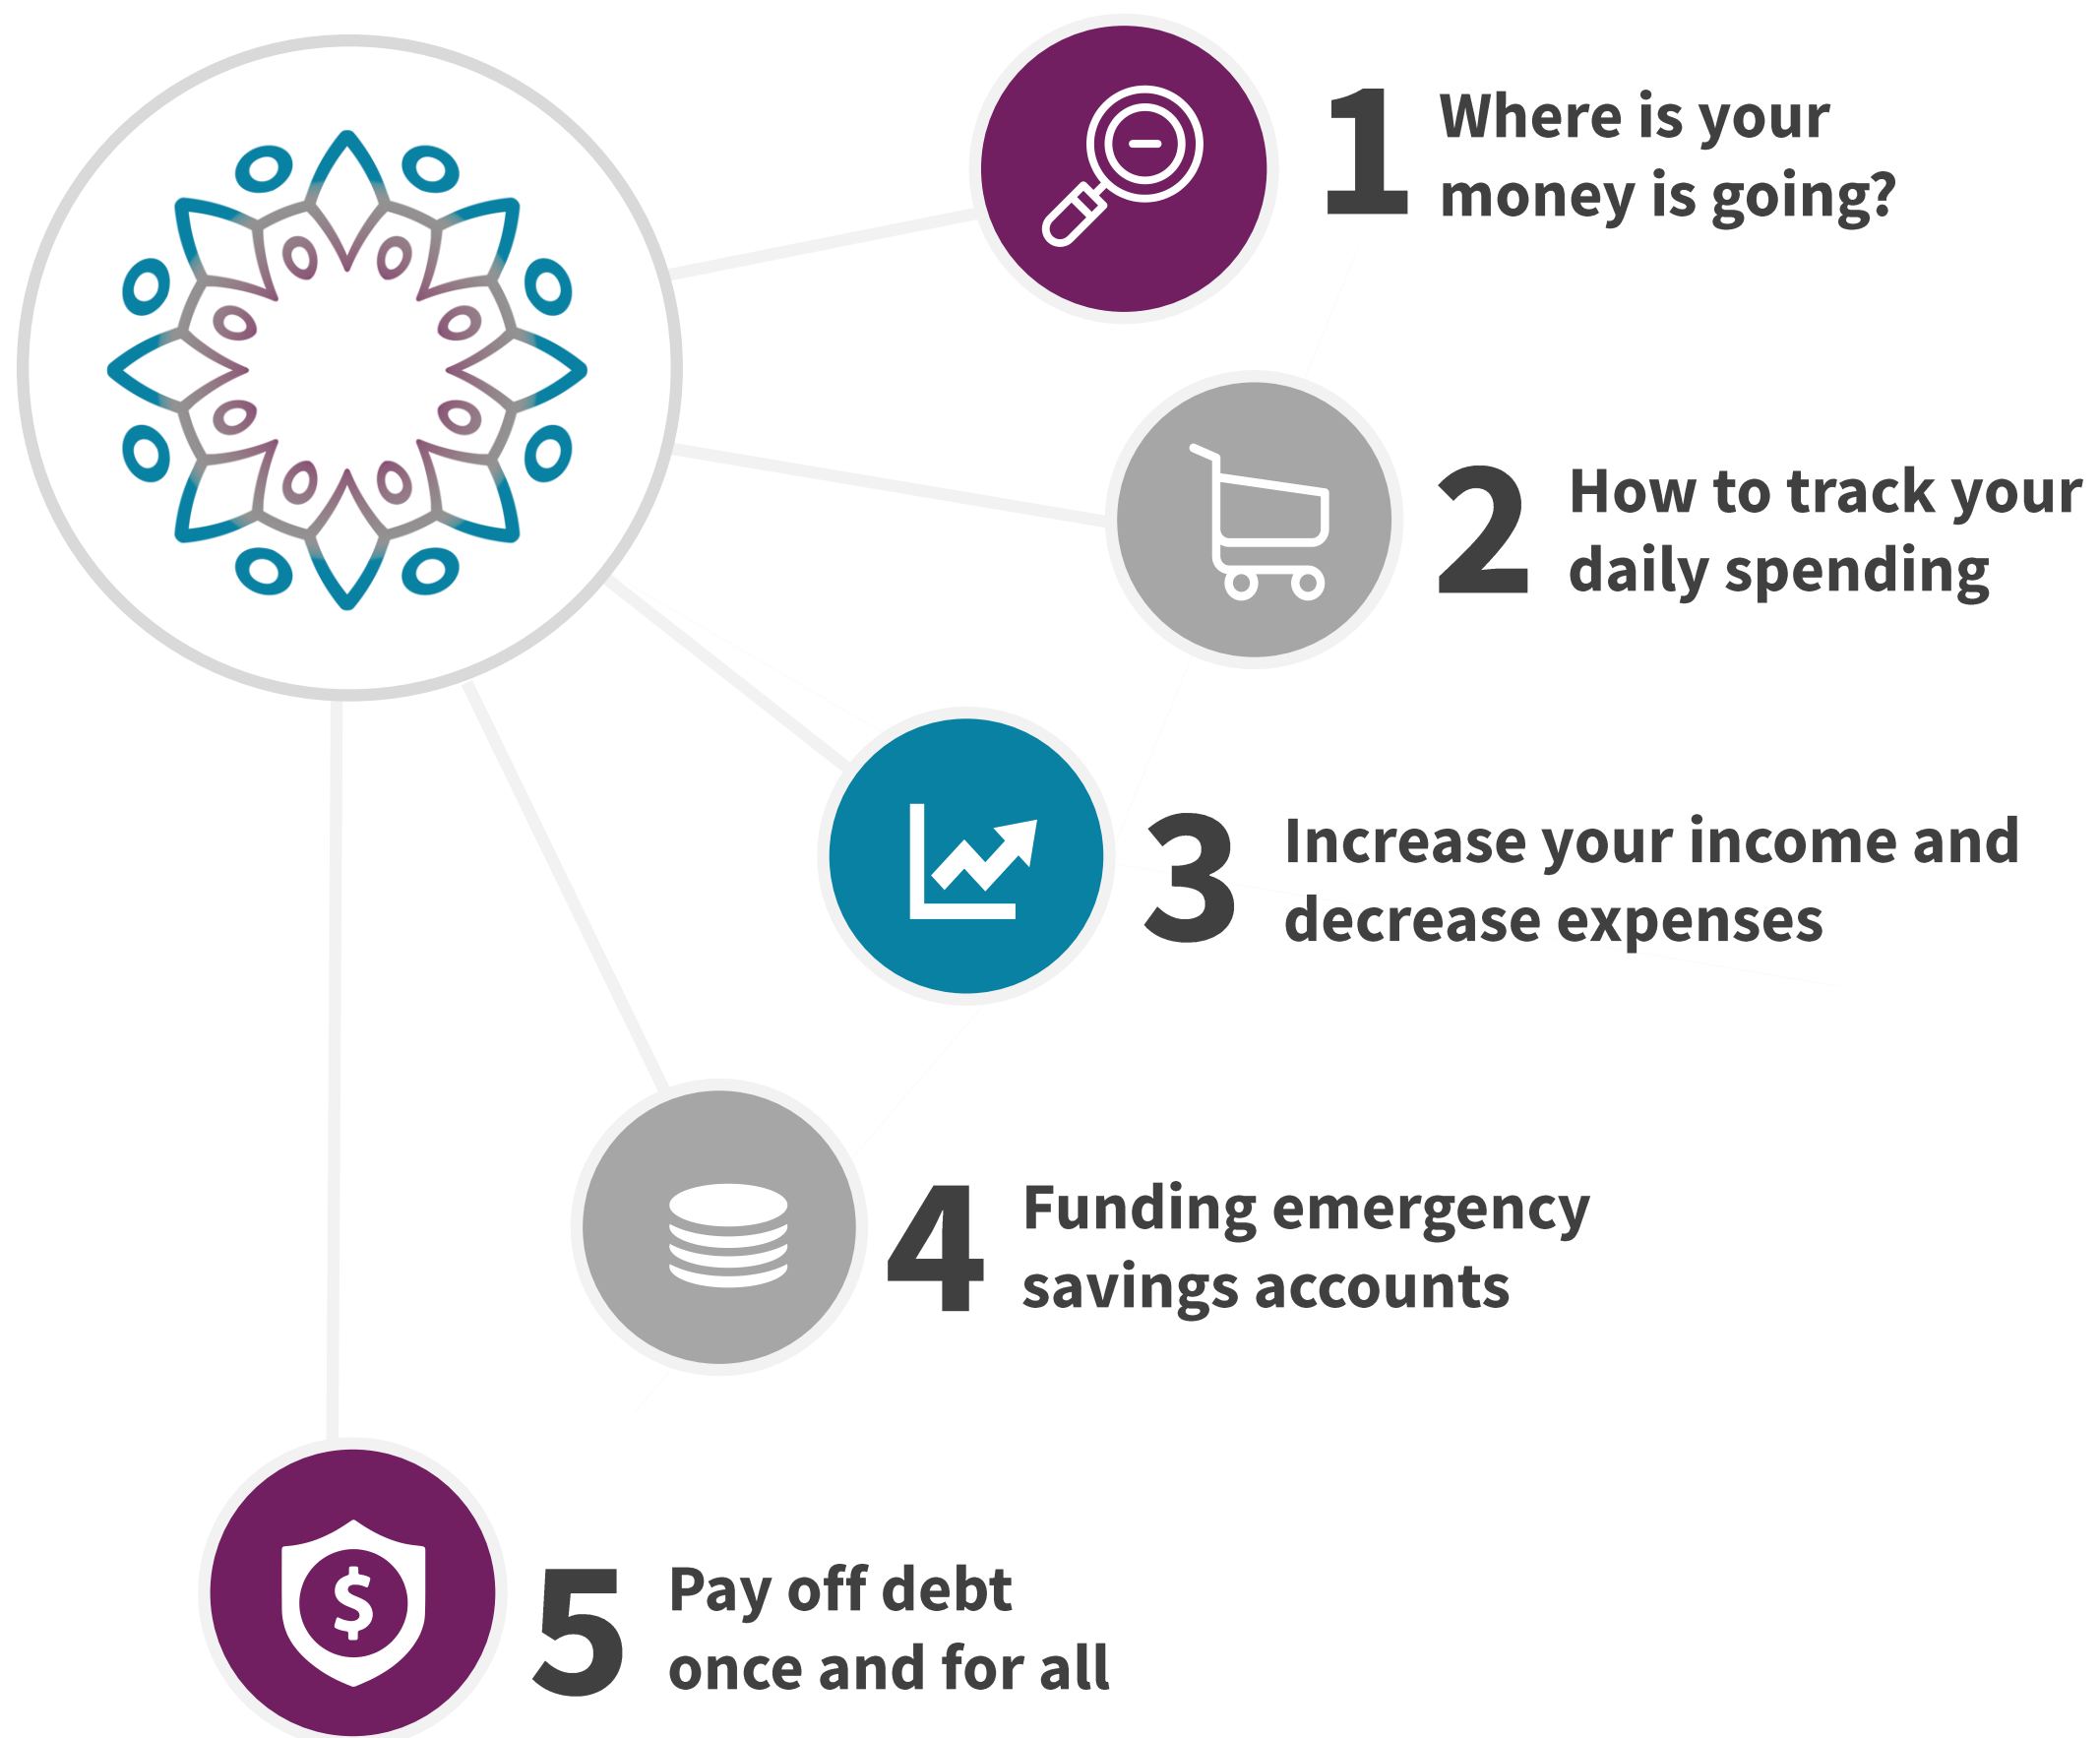 1 Where is your
money is going?
2 How to track your
daily spending
3 Increase your income and
decrease expenses
4 Funding emergency
savings accounts
5 Pay off debt
once and for all